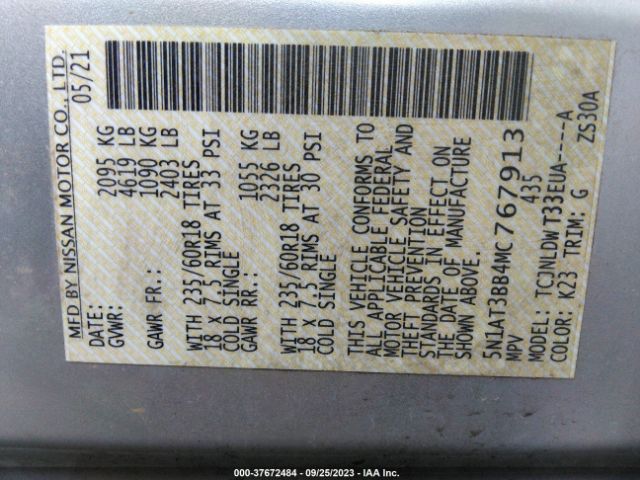 MFD BY NISSAN MOTOR CO., LTD.
DATE: 05/21
GVWR: 2095 KG
4619 LB
GAWR FR.: 1090 KG
2403 LB
WITH 235/60R18 TIRES
18 X 7.5 RIMS AT 33 PSI
COLD SINGLE
GAWR RR.: 1055 KG
2326 LB
WITH 235/60R18 TIRES
18 X 7.5 RIMS AT 30 PSI
COLD SINGLE
THIS VEHICLE CONFORMS TO
ALL APPLICABLE FEDERAL
MOTOR VEHICLE SAFETY AND
THEFT PREVENTION
STANDARDS IN EFFECT ON
THE DATE OF MANUFACTURE
SHOWN ABOVE.
5N1AT3BB4MC767913
MPV 435
MODEL: TCJNLDWT33EUA----A
COLOR: K23 TRIM: G ZS30A
000-37672484 - 09/25/2023 - IAA Inc.